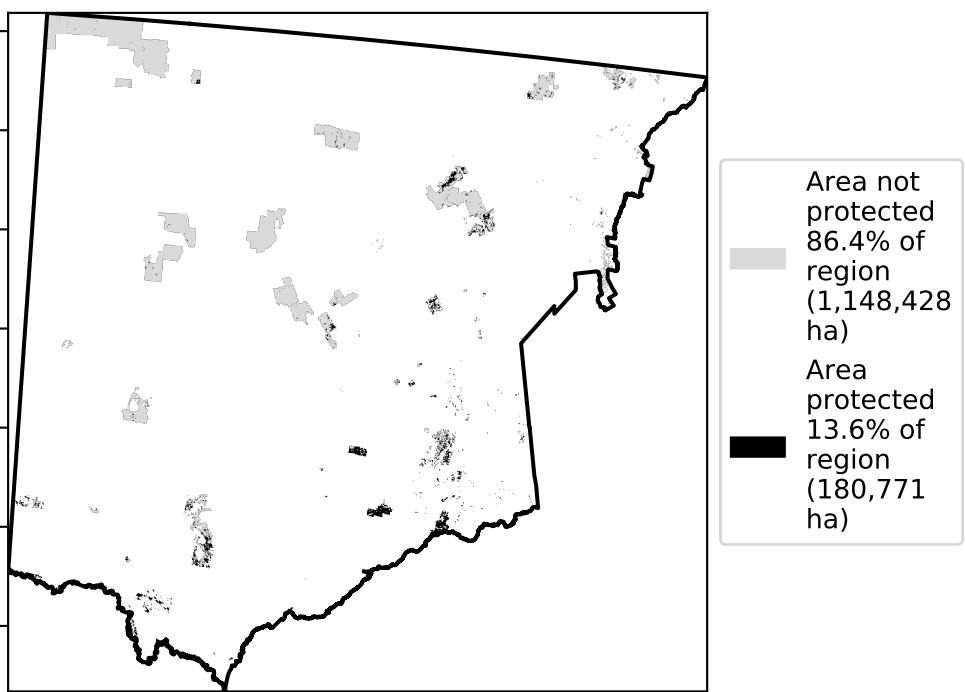 Area not
protected
86.4% of
region
(1,148,428
ha)
Area
protected
13.6% of
region
(180,771
ha)